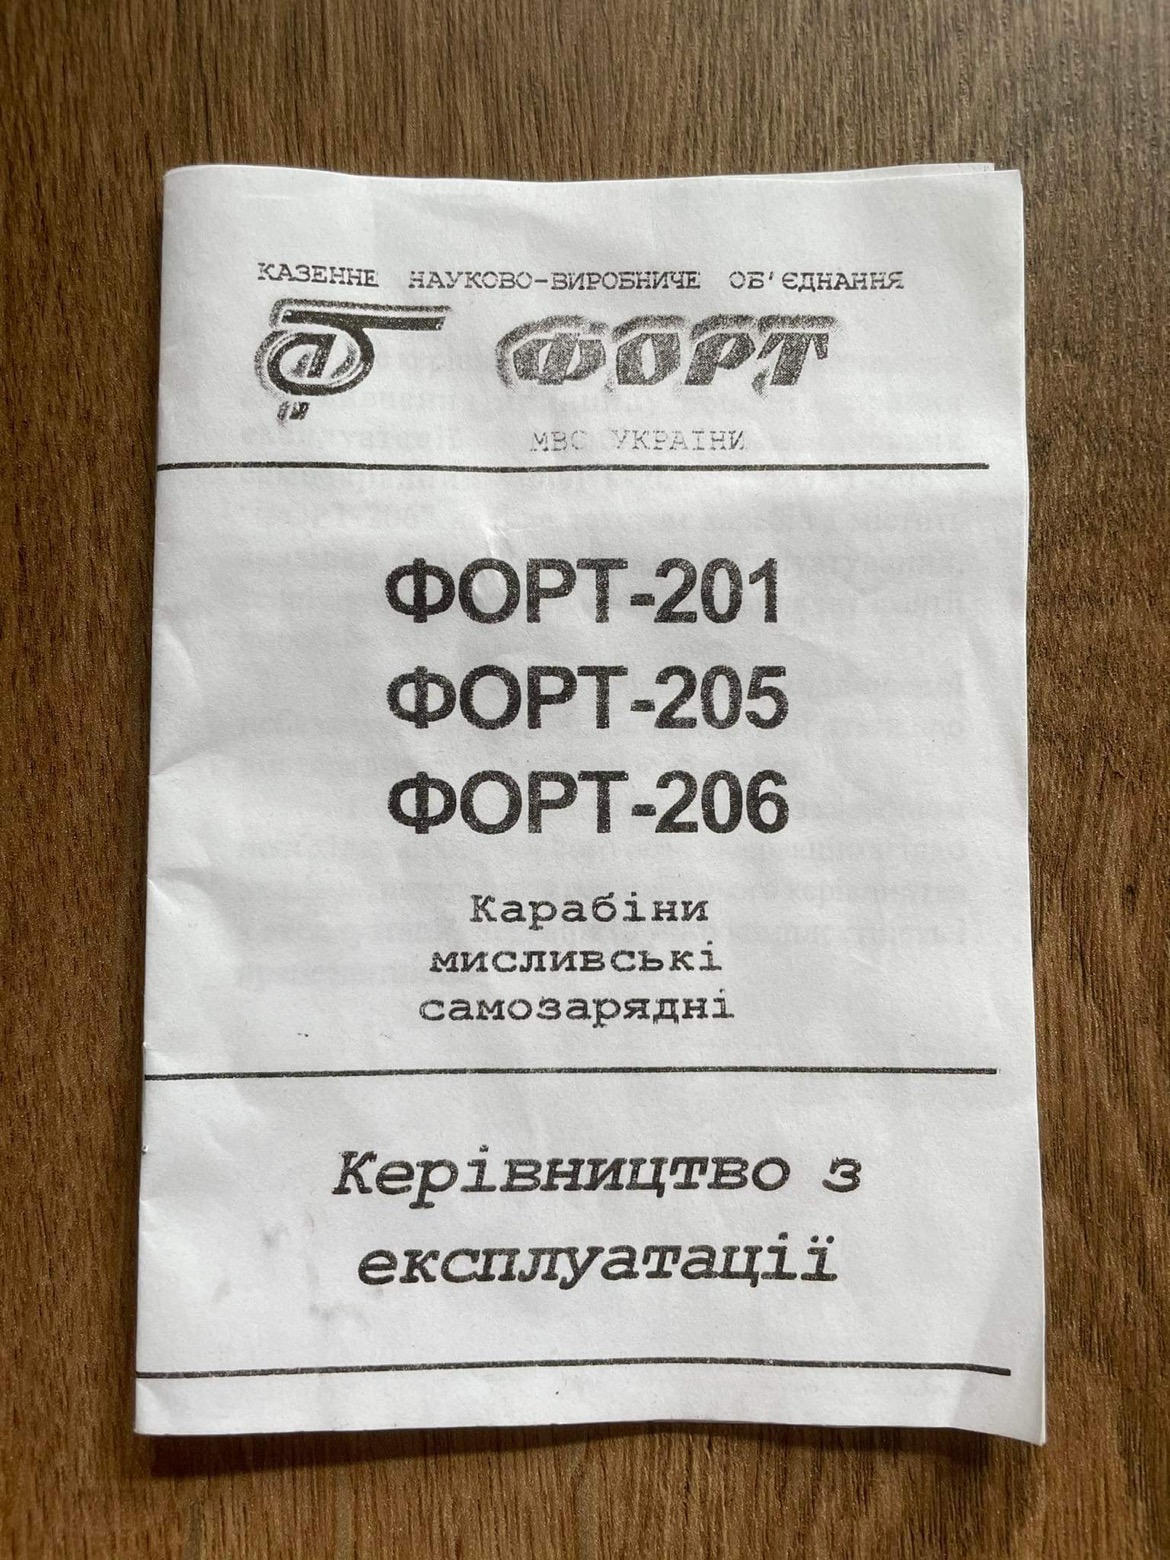 КАЗЕННЕ НАУКОВО-ВИРОБНИЧЕ ОБ'ЄДНАННЯ
ФОРТ
МВС УКРАЇНИ
ФОРТ-201
ФОРТ-205
ФОРТ-206
Карабіни
мисливські
самозарядні
Керівництво з
експлуатації